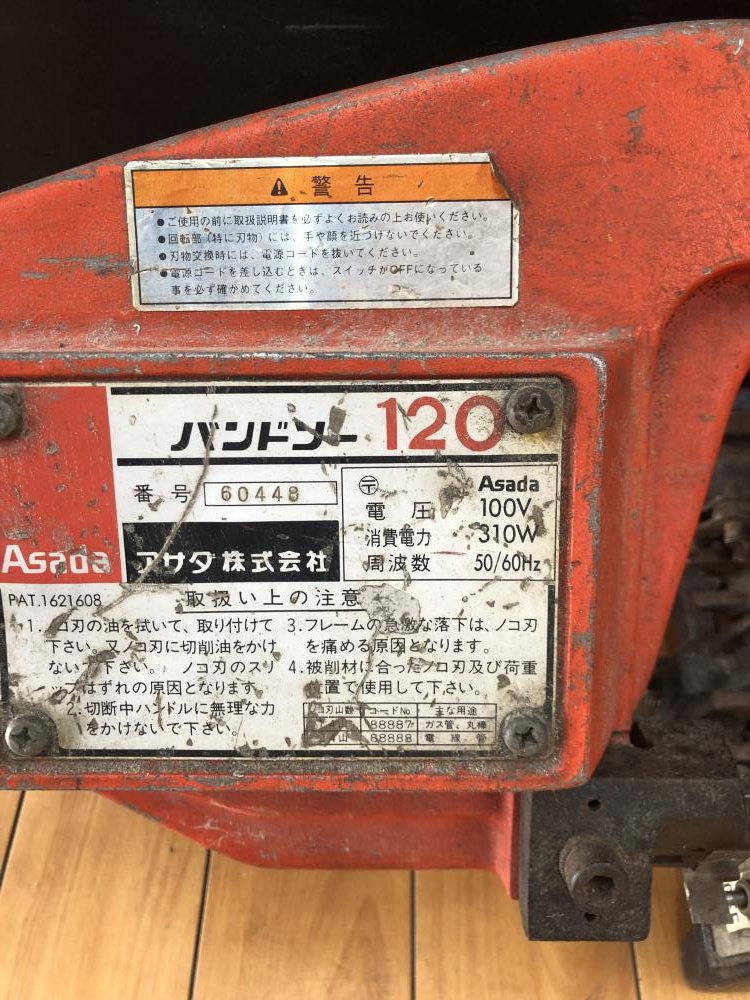 警告
●ご使用の前に取扱説明書を必ずよくお読みの上お使いください。
●回転部（特に刃物）には、手や顔を近づけないでください。
●刃物交換時には、電源コードを抜いてください。
●電源コードを差し込むときは、スイッチがOFFになっている
事を必ず確かめてください。
バンドソー 120
番号 60448
Asada
電圧 100V
消費電力 310W
周波数 50/60Hz
Asada
アサダ株式会社
PAT.1621608 取扱い上の注意
1. ノコ刃の油を拭いて、取り付けて
下さい。又ノコ刃に切削油をかけ
ないで下さい。 ノコ刃のスリ
ップはずれの原因となります
2. 切断中ハンドルに無理な力
をかけないで下さい。
3. フレームの急激な落下は、ノコ刃
を痛める原因となります。
4. 被削材に合ったノコ刃及び荷重
位置で使用して下さい。
コ刃山数 コードNo. 主な用途
山 88887 ガス管、丸棒
4山 88888 電線管